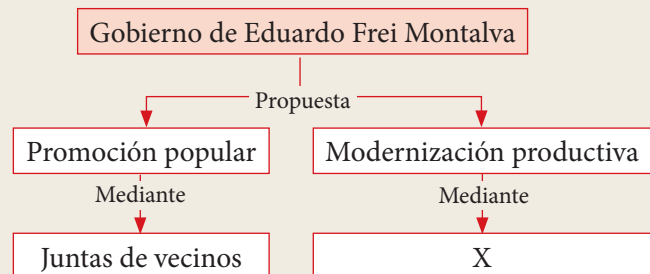 Gobierno de Eduardo Frei Montalva
Propuesta
Promoción popular
Modernización productiva
Mediante
Mediante
Juntas de vecinos
X